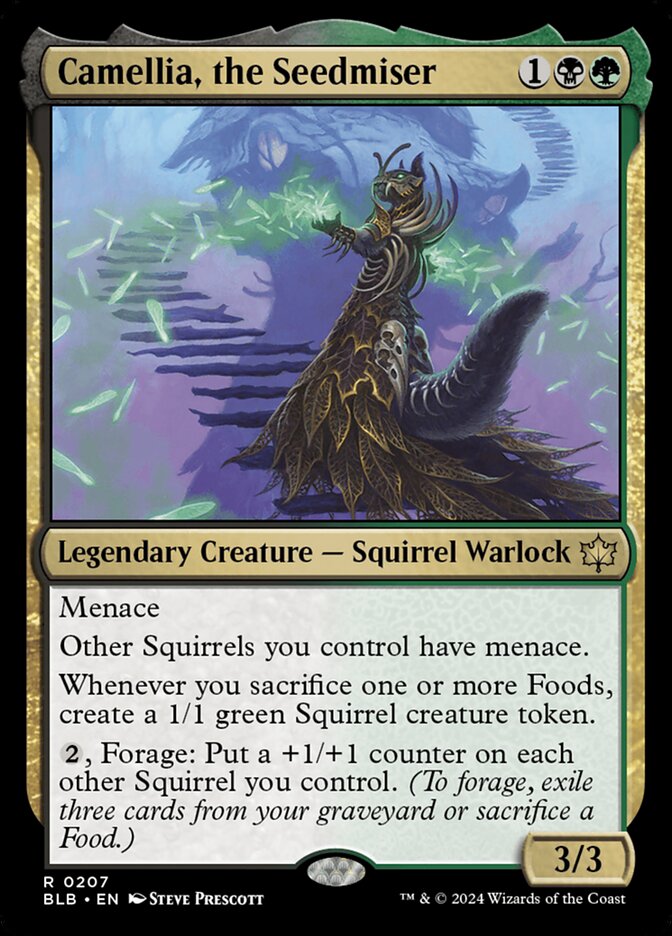 Camellia, the Seedmiser 1
Legendary Creature — Squirrel Warlock
Menace
Other Squirrels you control have menace.
Whenever you sacrifice one or more Foods,
create a 1/1 green Squirrel creature token.
2, Forage: Put a +1/+1 counter on each
other Squirrel you control. (To forage, exile
three cards from your graveyard or sacrifice a
Food.)
3/3
R 0207
BLB • EN Steve Prescott
™ & © 2024 Wizards of the Coast